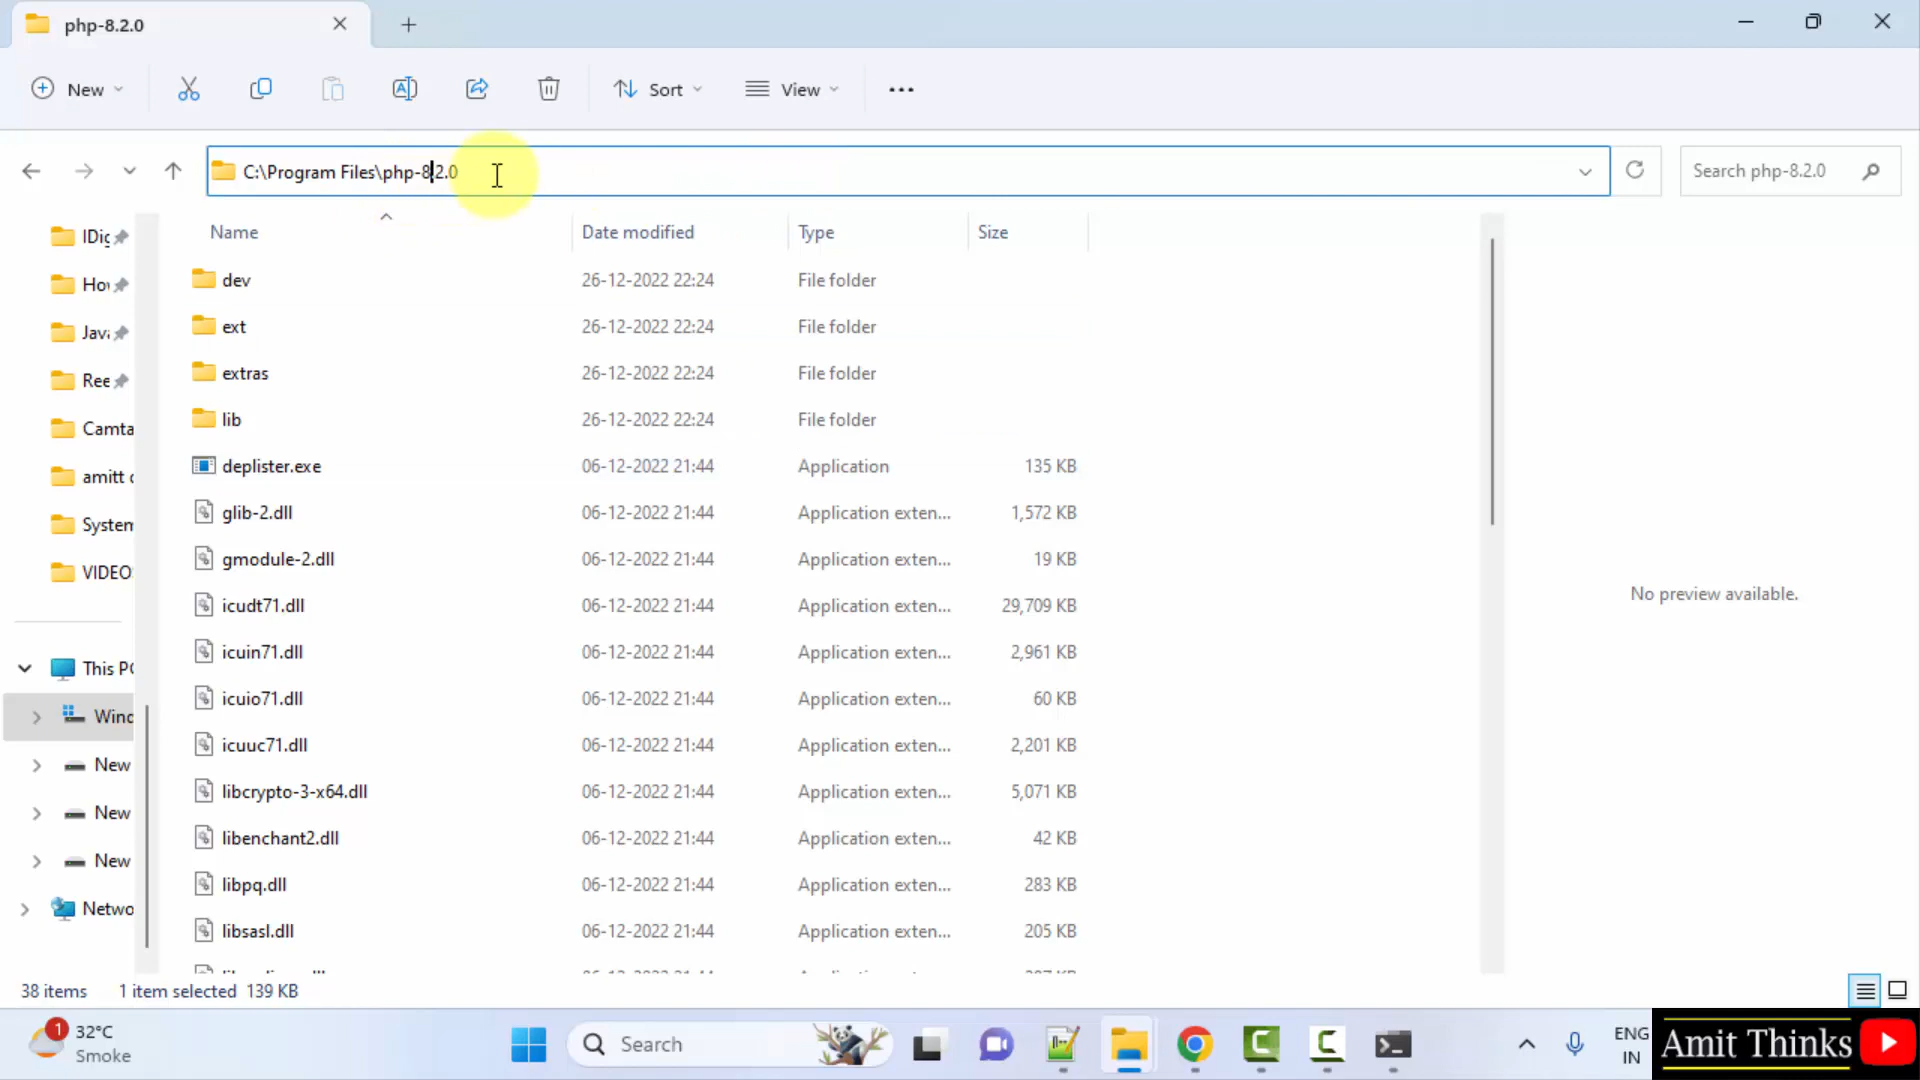 php-8.2.0
New
Sort
View
C:\Program Files\php-8.2.0
Search php-8.2.0
Name Date modified Type Size
dev 26-12-2022 22:24 File folder
ext 26-12-2022 22:24 File folder
extras 26-12-2022 22:24 File folder
lib 26-12-2022 22:24 File folder
deplister.exe 06-12-2022 21:44 Application 135 KB
glib-2.dll 06-12-2022 21:44 Application exten... 1,572 KB
gmodule-2.dll 06-12-2022 21:44 Application exten... 19 KB
icudt71.dll 06-12-2022 21:44 Application exten... 29,709 KB
icuin71.dll 06-12-2022 21:44 Application exten... 2,961 KB
icuio71.dll 06-12-2022 21:44 Application exten... 60 KB
icuuc71.dll 06-12-2022 21:44 Application exten... 2,201 KB
libcrypto-3-x64.dll 06-12-2022 21:44 Application exten... 5,071 KB
libenchant2.dll 06-12-2022 21:44 Application exten... 42 KB
libpq.dll 06-12-2022 21:44 Application exten... 283 KB
libsasl.dll 06-12-2022 21:44 Application exten... 205 KB
IDig
How
Java
Ree
Camta
amitt c
System
VIDEO
This PC
Wind
New
New
New
Netwo
No preview available.
38 items 1 item selected 139 KB
1
32°C
Smoke
Search
ENG
IN
Amit Thinks